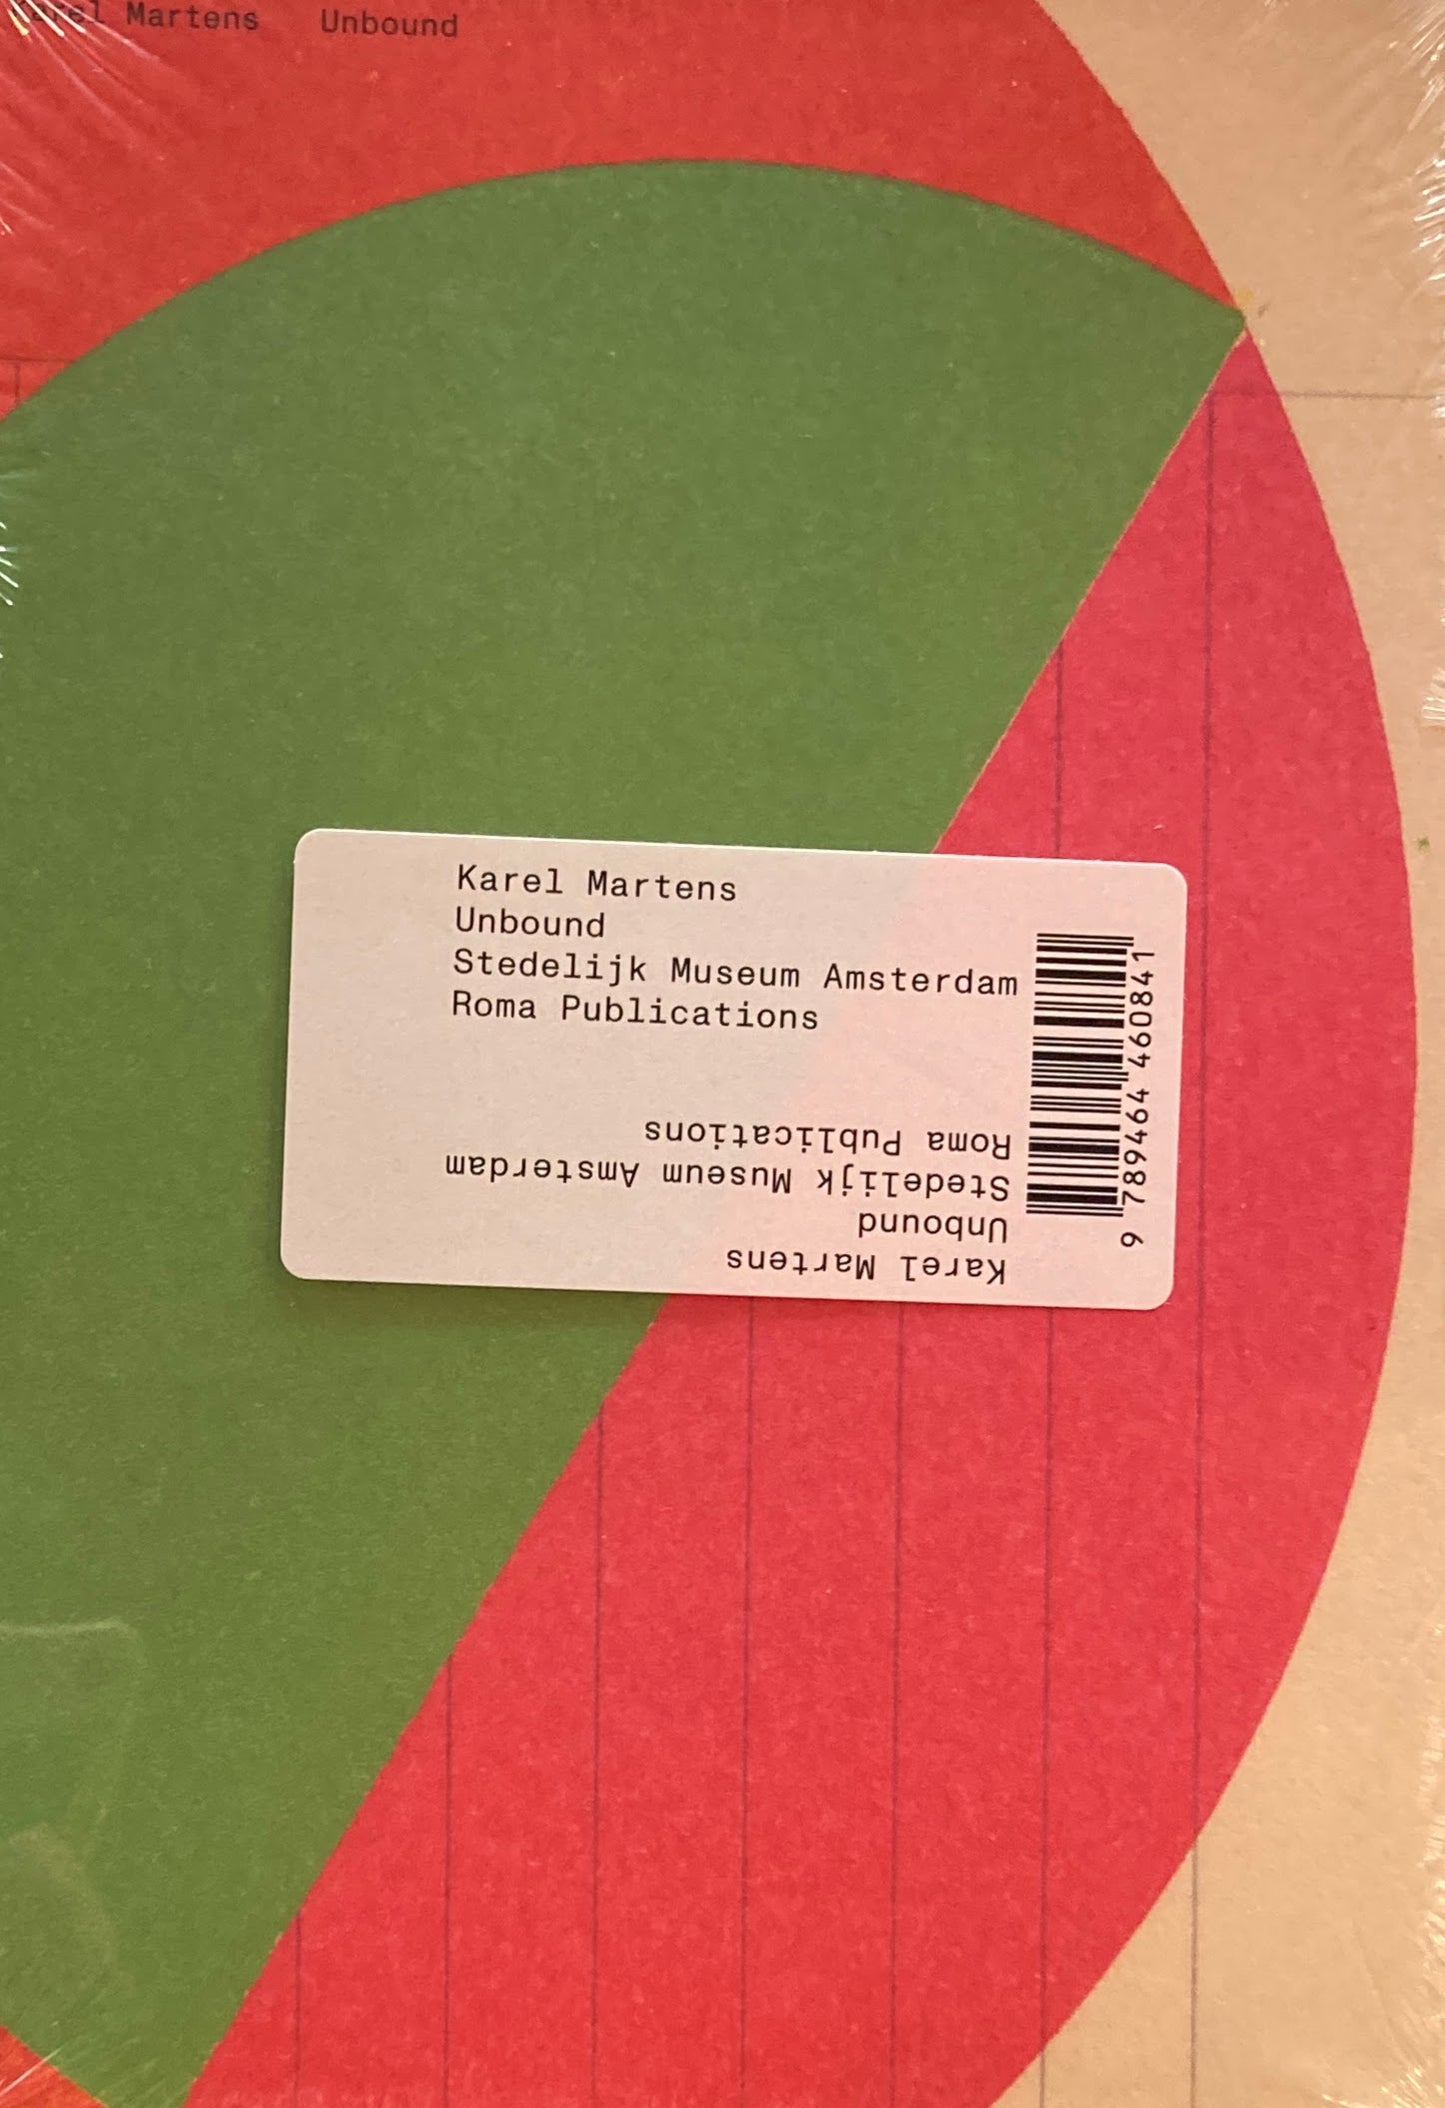 Karel Martens Unbound
Karel Martens
Unbound
Stedelijk Museum Amsterdam
Roma Publications
9 789464 460841
Karel Martens
Unbound
Stedelijk Museum Amsterdam
Roma Publications